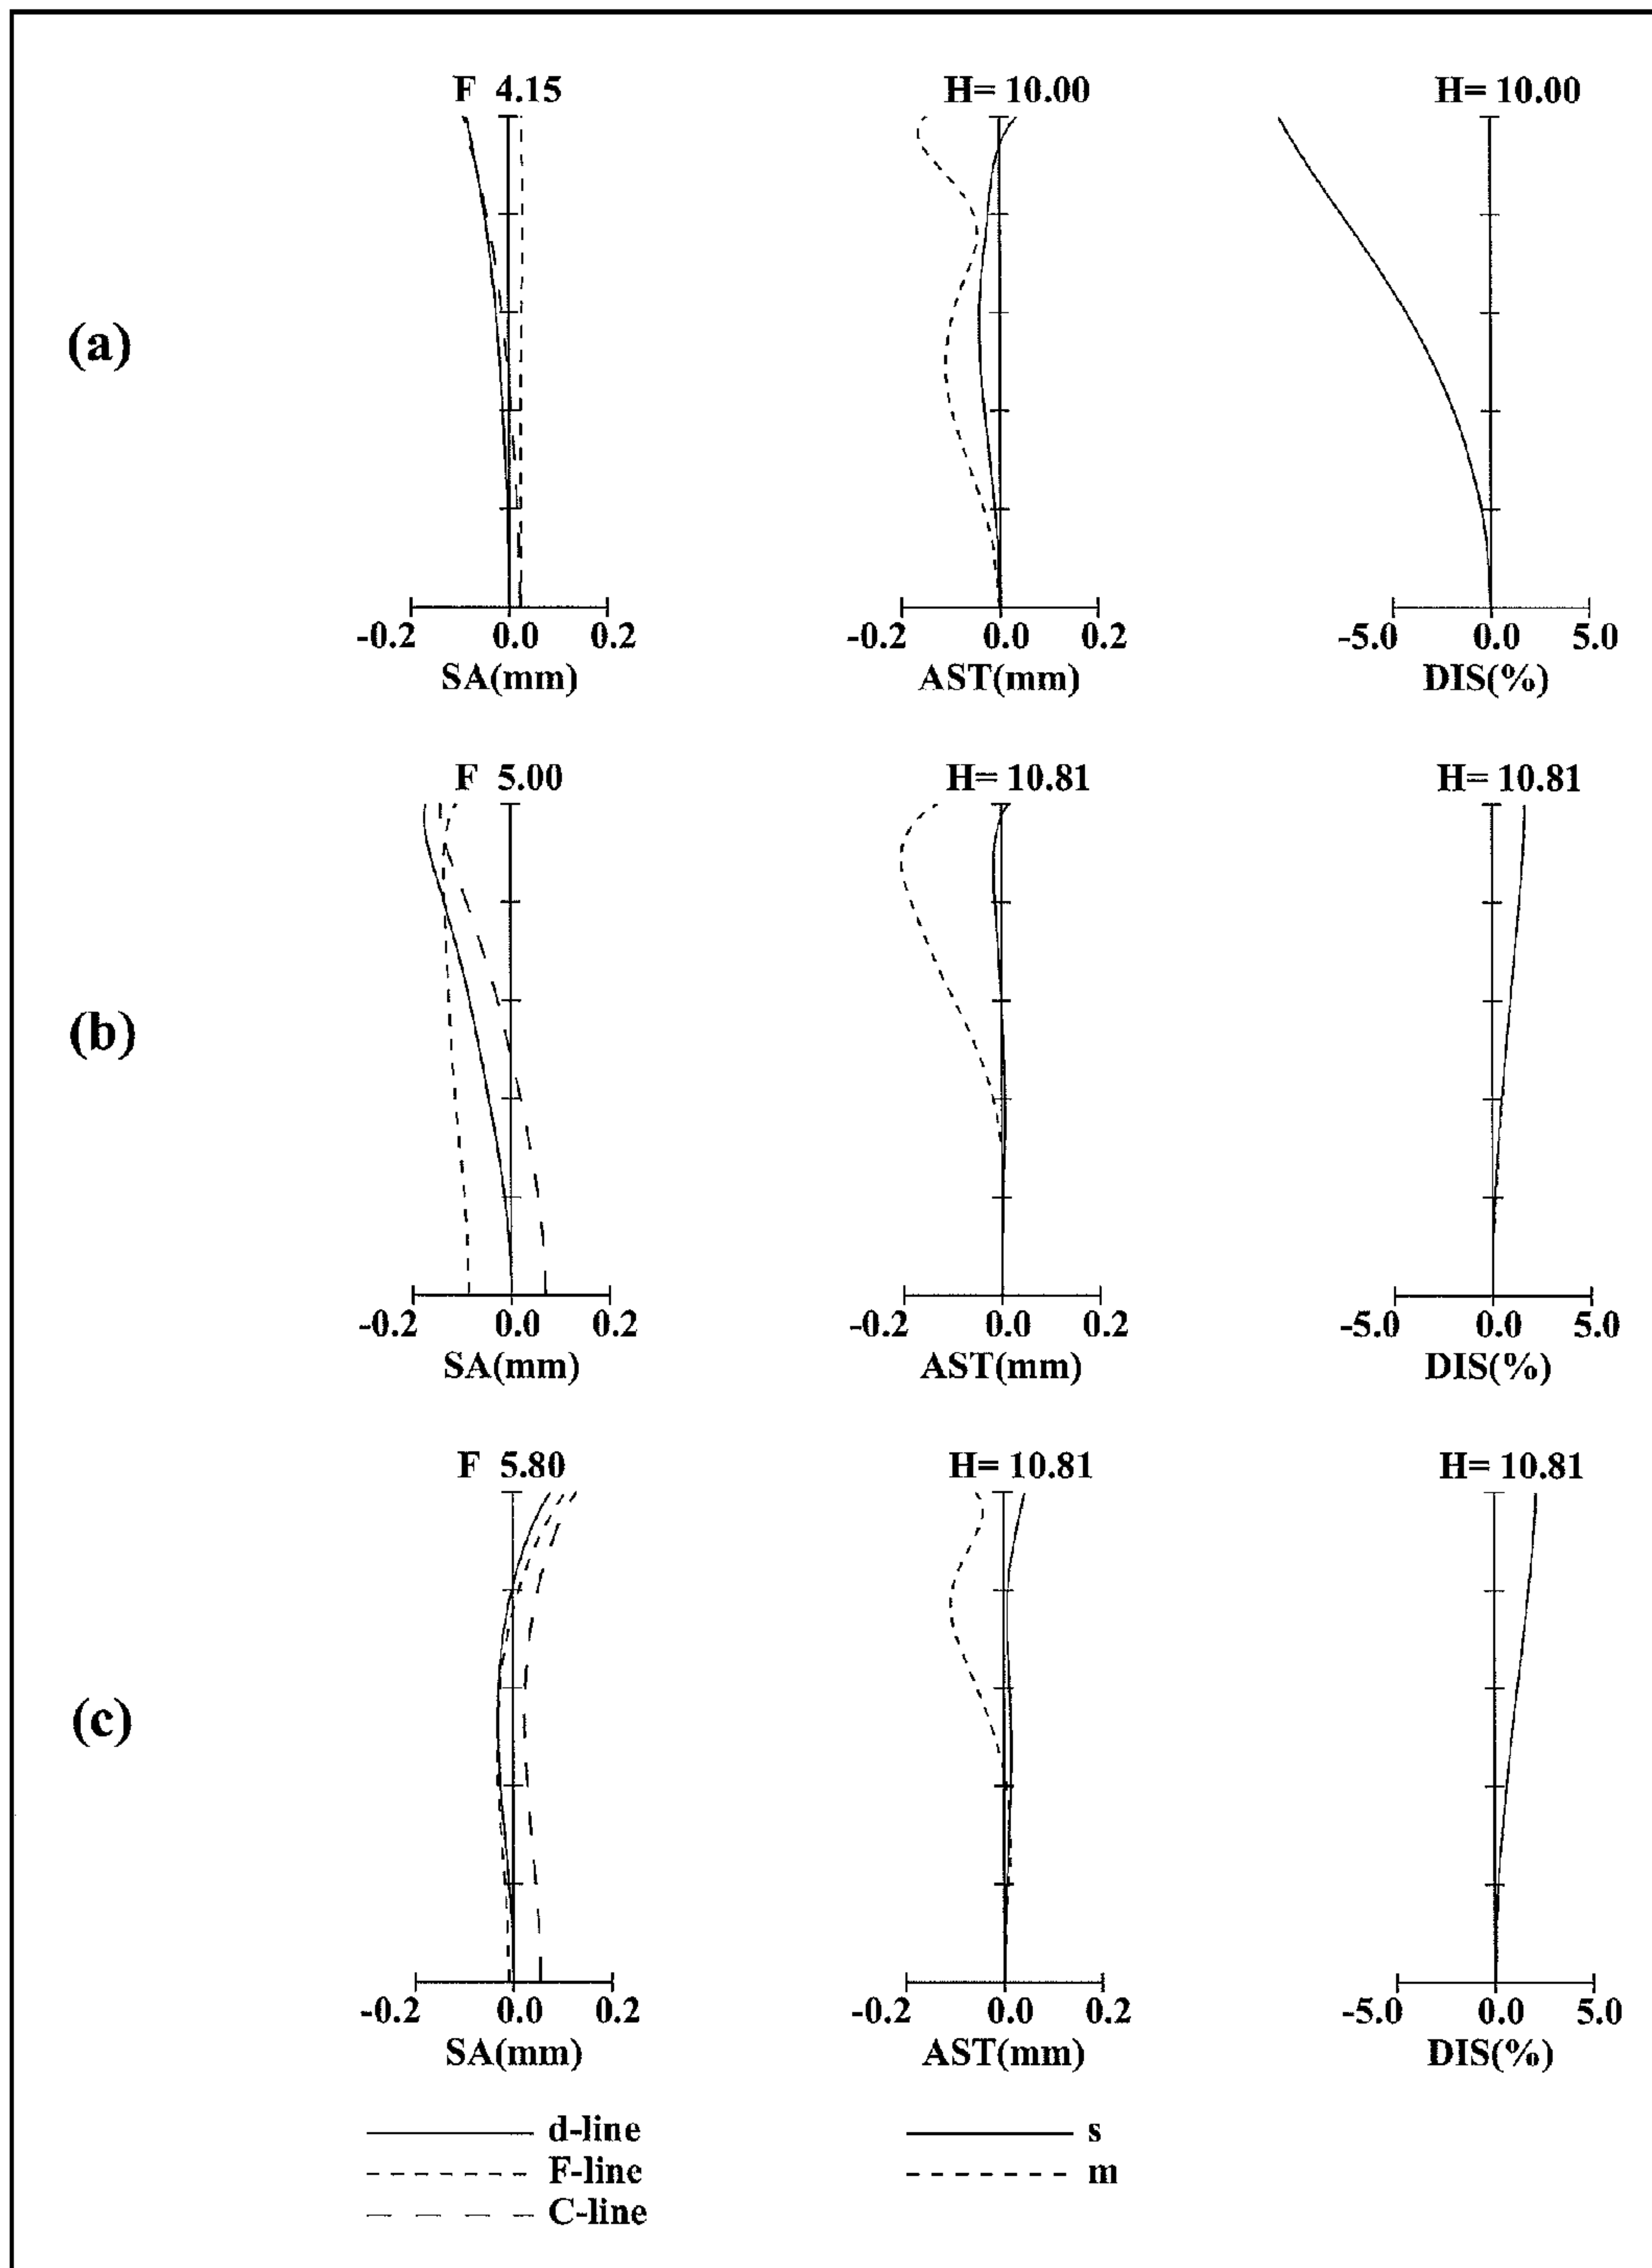 F 4.15 H= 10.00 H= 10.00
(a)
-0.2 0.0 0.2 -0.2 0.0 0.2 -5.0 0.0 5.0
SA(mm) AST(mm) DIS(%)
F 5.00 H= 10.81 H= 10.81
(b)
-0.2 0.0 0.2 -0.2 0.0 0.2 -5.0 0.0 5.0
SA(mm) AST(mm) DIS(%)
F 5.80 H= 10.81 H= 10.81
(c)
-0.2 0.0 0.2 -0.2 0.0 0.2 -5.0 0.0 5.0
SA(mm) AST(mm) DIS(%)
d-line s
F-line m
C-line